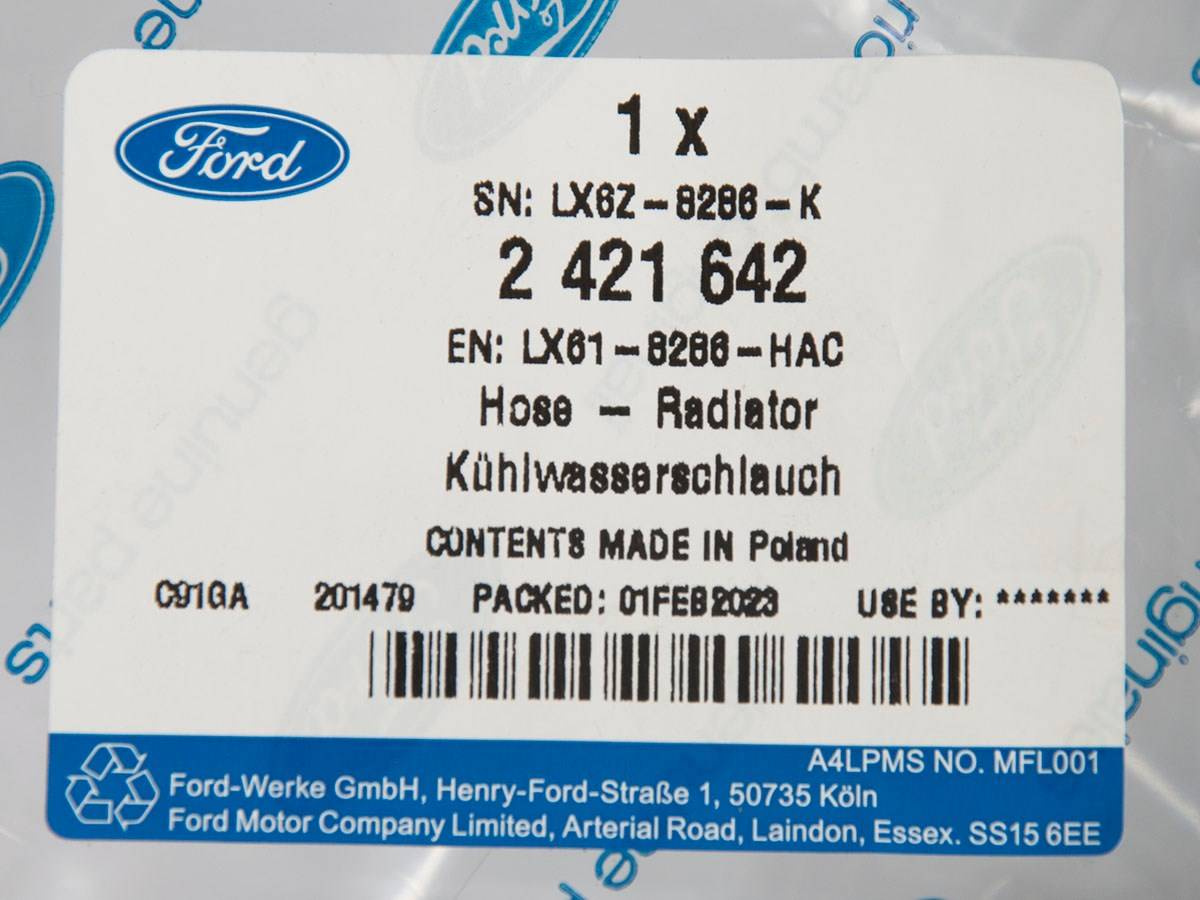 Ford
1 x
SN: LX6Z-8286-K
2 421 642
EN: LX61-8286-HAC
Hose - Radiator
Kühlwasserschlauch
CONTENTS MADE IN Poland
C91GA 201479 PACKED: 01FEB2023 USE BY: *******
A4LPMS NO. MFL001
Ford-Werke GmbH, Henry-Ford-Straße 1, 50735 Köln
Ford Motor Company Limited, Arterial Road, Laindon, Essex. SS15 6EE
genuine parts